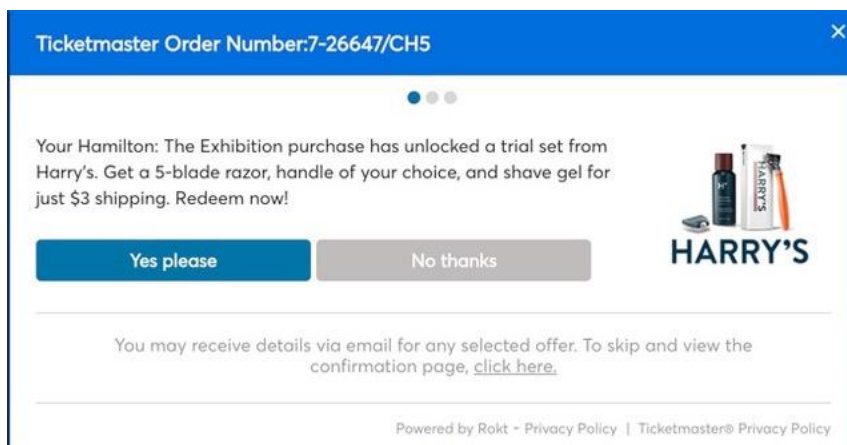 Ticketmaster Order Number:7-26647/CH5
Your Hamilton: The Exhibition purchase has unlocked a trial set from
Harry's. Get a 5-blade razor, handle of your choice, and shave gel for
just $3 shipping. Redeem now!
HARRY'S
HARRY'S
Yes please
No thanks
You may receive details via email for any selected offer. To skip and view the
confirmation page, click here.
Powered by Rokt - Privacy Policy | Ticketmaster® Privacy Policy